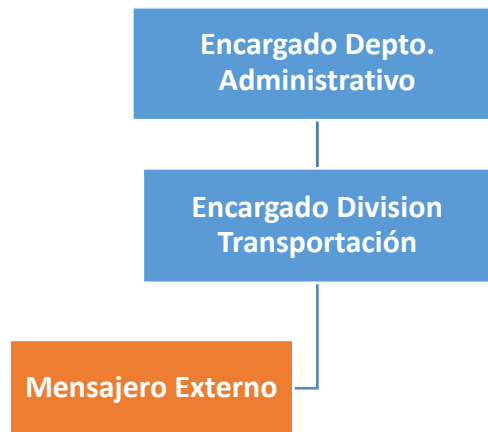 Encargado Depto.
Administrativo
Encargado Division
Transportación
Mensajero Externo